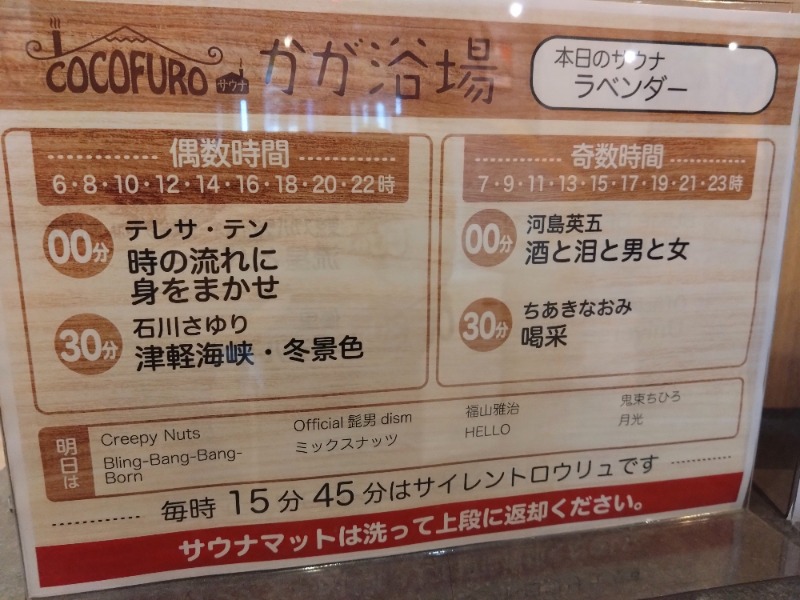 COCOFURO サウナ かが浴場
本日のサウナ
ラベンダー
偶数時間
6・8・10・12・14・16・18・20・22時
00分
テレサ・テン
時の流れに
身をまかせ
30分
石川さゆり
津軽海峡・冬景色
奇数時間
7・9・11・13・15・17・19・21・23時
00分
河島英五
酒と泪と男と女
30分
ちあきなおみ
喝采
明日は
Creepy Nuts
Bling-Bang-Bang-
Born
Official髭男dism
ミックスナッツ
福山雅治
HELLO
鬼束ちひろ
月光
毎時 15分 45分はサイレントロウリュです
サウナマットは洗って上段に返却ください。